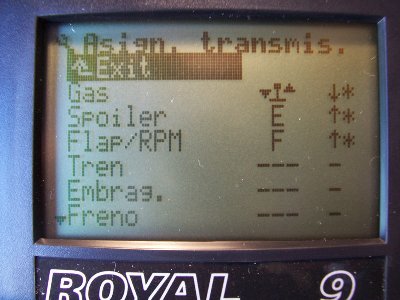 Asign. transmis.
Exit
Gas ↓*
Spoiler E ↑*
Flap/RPM F ↑*
Tren --- -
Embrag. --- -
Freno --- -
ROYAL 9